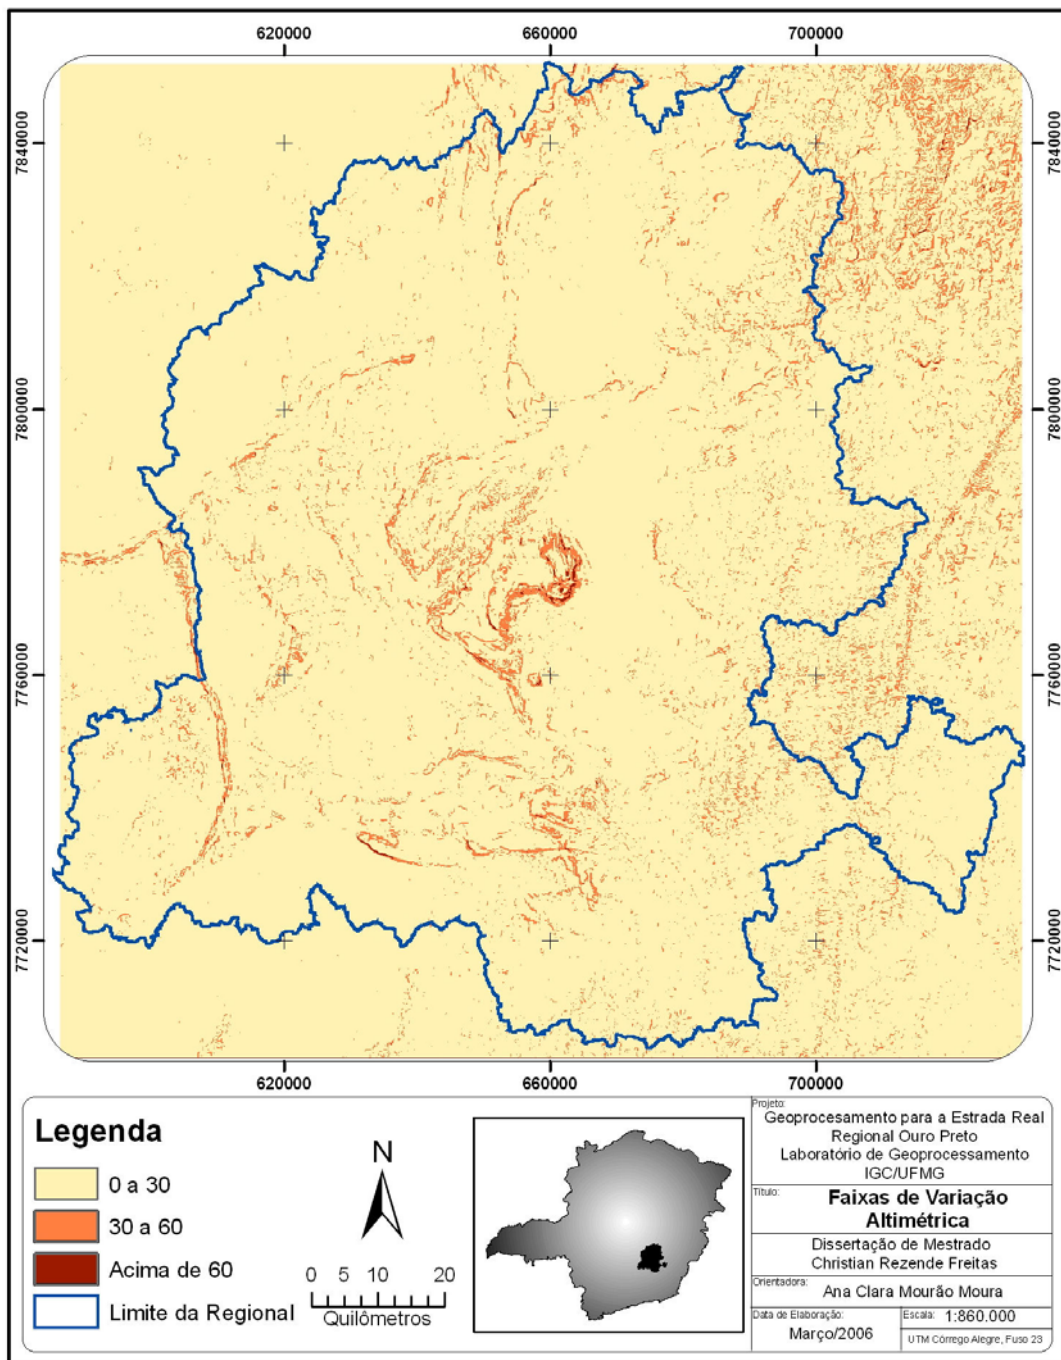 620000 660000 700000
7840000 7840000
7800000 7800000
7760000 7760000
7720000 7720000
620000 660000 700000
Legenda
0 a 30
30 a 60
Acima de 60
Limite da Regional
N
0 5 10 20
Quilômetros
Projeto:
Geoprocesamento para a Estrada Real
Regional Ouro Preto
Laboratório de Geoprocessamento
IGC/UFMG
Título:
Faixas de Variação
Altimétrica
Dissertação de Mestrado
Christian Rezende Freitas
Orientadora:
Ana Clara Mourão Moura
Data de Elaboração:
Março/2006
Escala: 1:860.000
UTM Córrego Alegre, Fuso 23